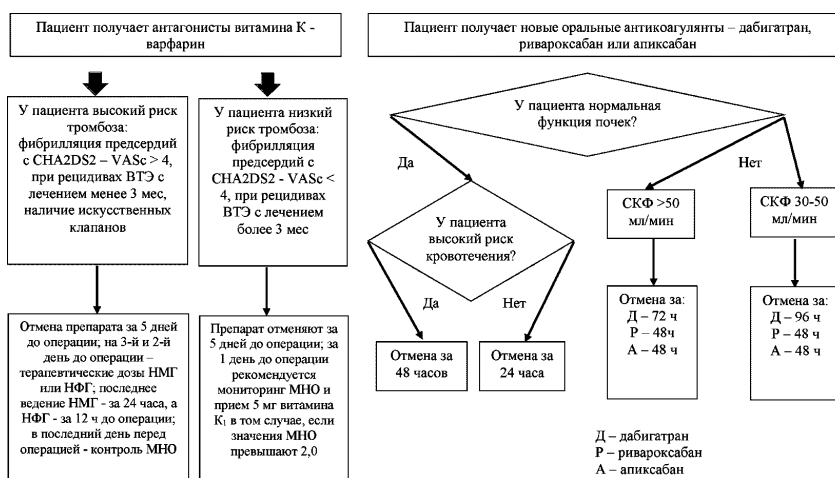 Пациент получает антагонисты витамина К -
варфарин
Пациент получает новые оральные антикоагулянты – дабигатран,
ривароксабан или апиксабан
У пациента высокий риск
тромбоза:
фибрилляция предсердий
с CHA2DS2 – VASc > 4,
при рецидивах ВТЭ с
лечением менее 3 мес,
наличие искусственных
клапанов
У пациента низкий
риск тромбоза:
фибрилляция
предсердий с
CHA2DS2 - VASc <
4, при рецидивах
ВТЭ с лечением
более 3 мес
У пациента нормальная
функция почек?
Да
Нет
У пациента
высокий риск
кровотечения?
СКФ >50
мл/мин
СКФ 30-50
мл/мин
Да
Нет
Отмена препарата за 5 дней
до операции; на 3-й и 2-й
день до операции –
терапевтические дозы НМГ
или НФГ; последнее
ведение НМГ - за 24 часа, а
НФГ - за 12 ч до операции;
в последний день перед
операцией - контроль МНО
Препарат отменяют за
5 дней до операции; за
1 день до операции
рекомендуется
мониторинг МНО и
прием 5 мг витамина
К₁ в том случае, если
значения МНО
превышают 2,0
Отмена за
48 часов
Отмена за
24 часа
Отмена за:
Д – 72 ч
Р – 48ч
А – 48 ч
Отмена за:
Д – 96 ч
Р – 48 ч
А – 48 ч
Д – дабигатран
Р – ривароксабан
А – апиксабан